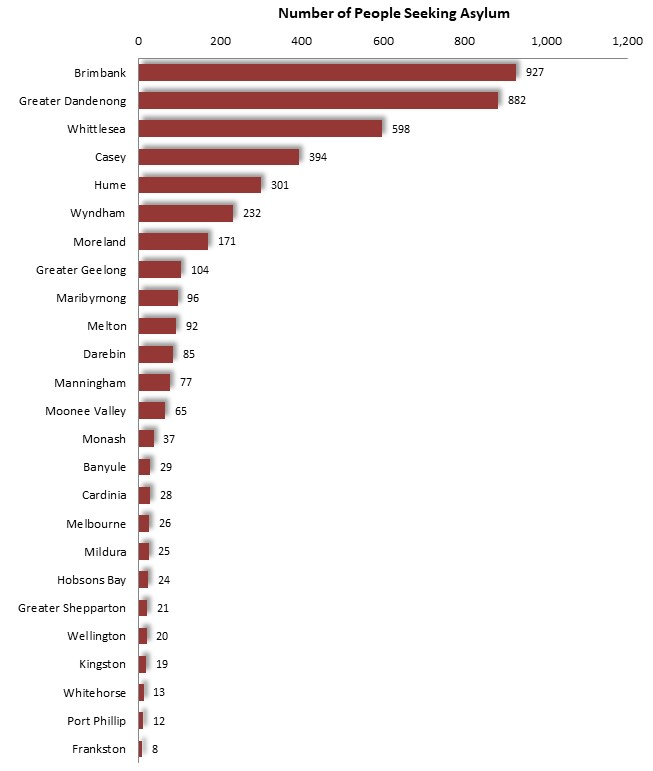 Number of People Seeking Asylum
0 200 400 600 800 1,000 1,200
Brimbank 927
Greater Dandenong 882
Whittlesea 598
Casey 394
Hume 301
Wyndham 232
Moreland 171
Greater Geelong 104
Maribyrnong 96
Melton 92
Darebin 85
Manningham 77
Moonee Valley 65
Monash 37
Banyule 29
Cardinia 28
Melbourne 26
Mildura 25
Hobsons Bay 24
Greater Shepparton 21
Wellington 20
Kingston 19
Whitehorse 13
Port Phillip 12
Frankston 8